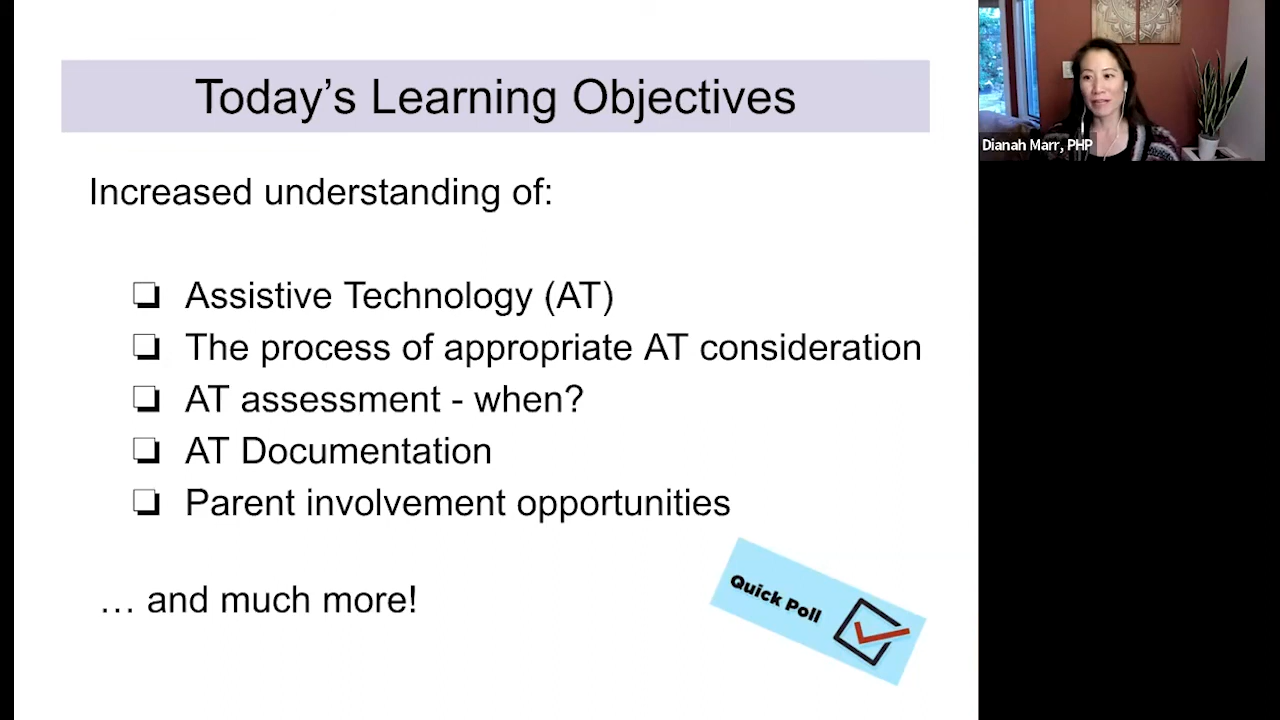 Today’s Learning Objectives
Increased understanding of:
❏ Assistive Technology (AT)
❏ The process of appropriate AT consideration
❏ AT assessment - when?
❏ AT Documentation
❏ Parent involvement opportunities
… and much more!
Quick Poll
Dianah Marr, PHP